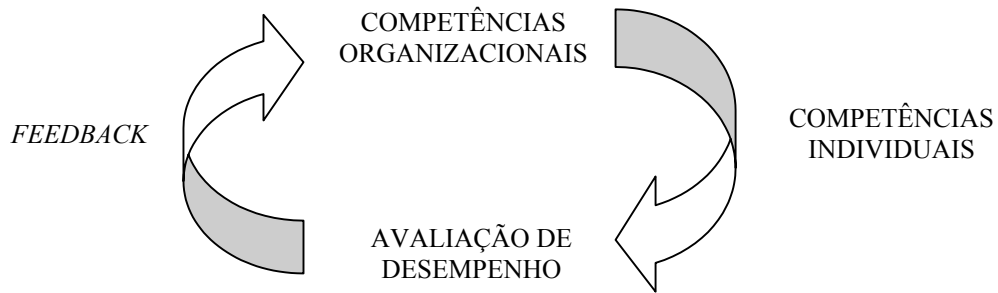 COMPETÊNCIAS
ORGANIZACIONAIS
FEEDBACK
COMPETÊNCIAS
INDIVIDUAIS
AVALIAÇÃO DE
DESEMPENHO